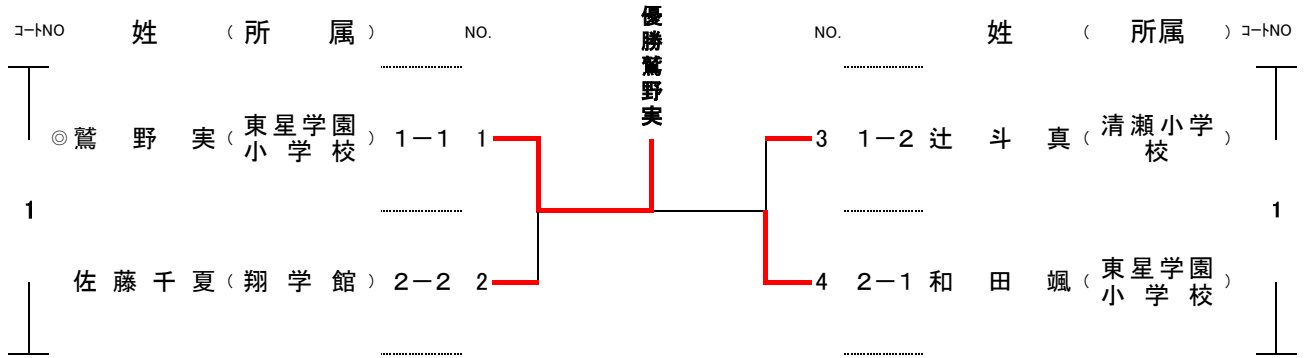 コートNO 姓 (所 属) NO.
優勝鷲野実
NO. 姓 ( 所属 ) コートNO
◎鷲 野 実(東星学園小学校) 1-1 1
3 1-2 辻 斗 真(清瀬小学校)
1
1
佐藤千夏(翔学館) 2-2 2
4 2-1 和 田 颯(東星学園小学校)